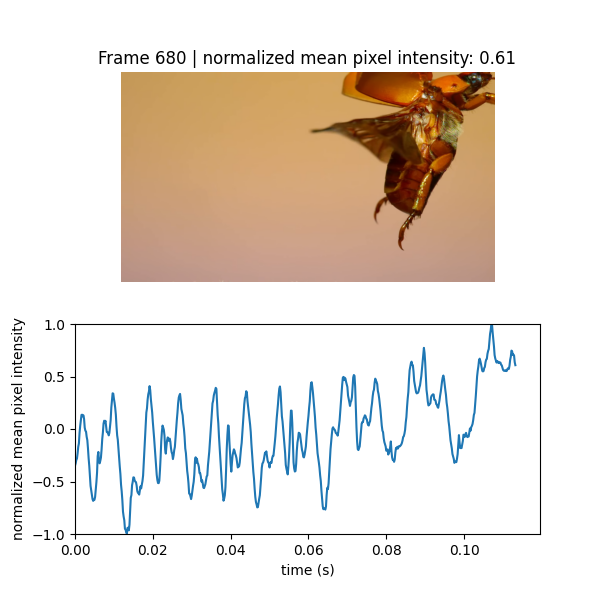 Frame 680 | normalized mean pixel intensity: 0.61
normalized mean pixel intensity
1.0
0.5
0.0
−0.5
−1.0
0.00 0.02 0.04 0.06 0.08 0.10
time (s)